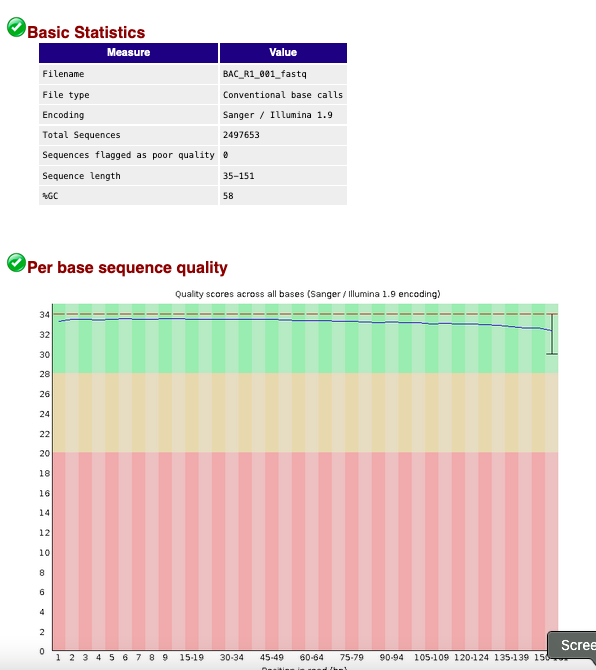 Basic Statistics
Measure Value
Filename BAC_R1_001_fastq
File type Conventional base calls
Encoding Sanger / Illumina 1.9
Total Sequences 2497653
Sequences flagged as poor quality 0
Sequence length 35-151
%GC 58
Per base sequence quality
Quality scores across all bases (Sanger / Illumina 1.9 encoding)
34
32
30
28
26
24
22
20
18
16
14
12
10
8
6
4
2
0
1 2 3 4 5 6 7 8 9 15-19 30-34 45-49 60-64 75-79 90-94 105-109 120-124 135-139
Scree